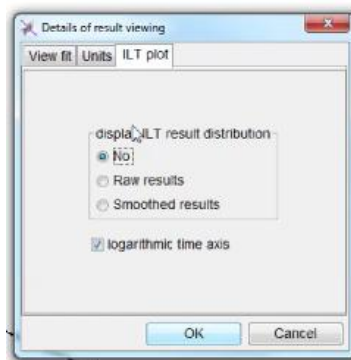 Details of result viewing
View fit Units ILT plot
display ILT result distribution
No
Raw results
Smoothed results
logarithmic time axis
OK Cancel